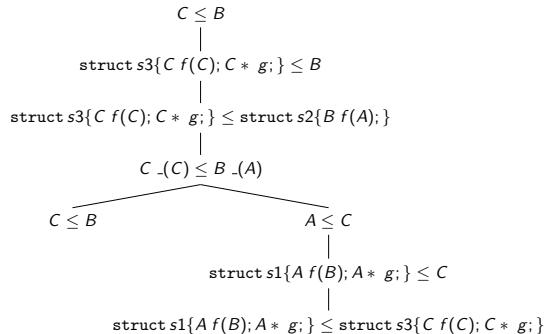 C ≤ B
struct s3{C f(C); C * g;} ≤ B
struct s3{C f(C); C * g;} ≤ struct s2{B f(A);}
C _(C) ≤ B _(A)
C ≤ B A ≤ C
struct s1{A f(B); A * g;} ≤ C
struct s1{A f(B); A * g;} ≤ struct s3{C f(C); C * g;}